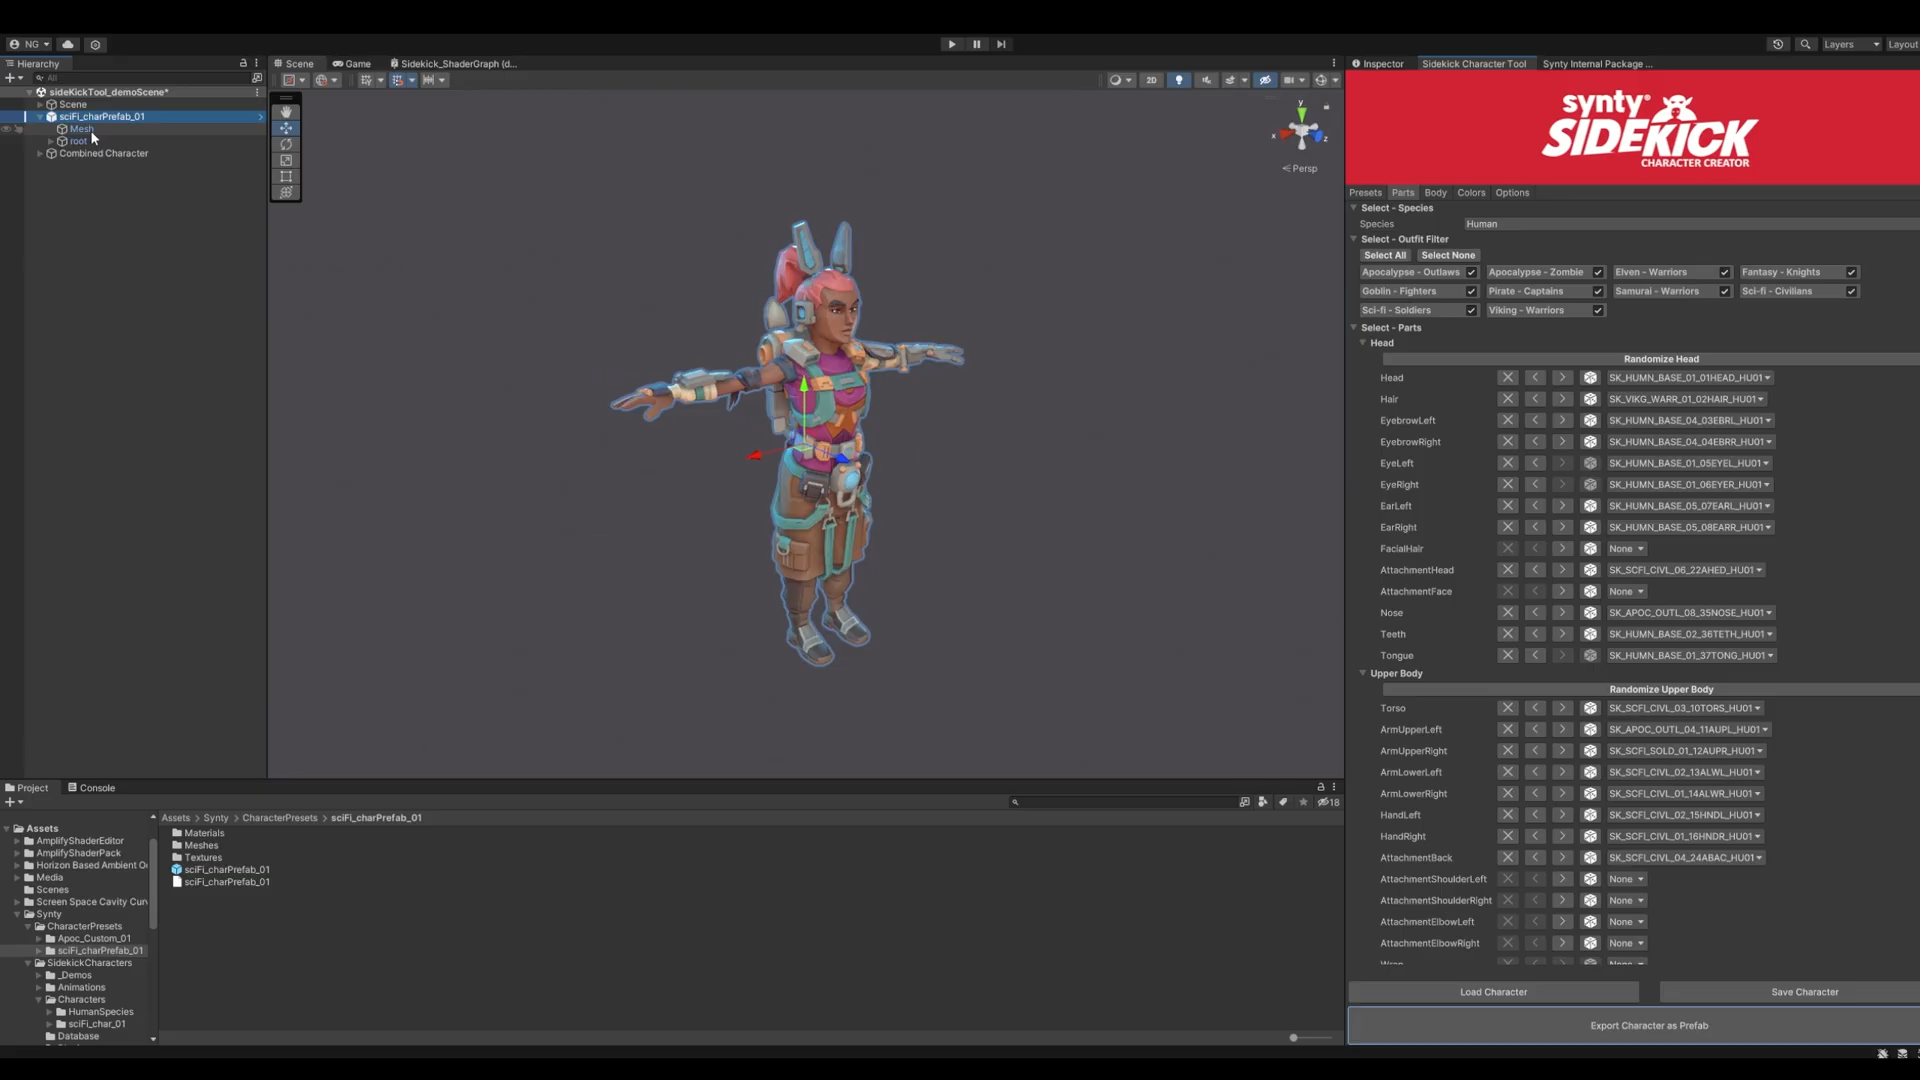 NG
Layers
Layout
Hierarchy
All
sideKickTool_demoScene*
Scene
sciFi_charPrefab_01
Mesh
root
Combined Character
Scene
Game
Sidekick_ShaderGraph (d...
2D
y
x
z
Persp
Inspector
Sidekick Character Tool
Synty Internal Package ...
synty
SIDEKICK
CHARACTER CREATOR
Presets
Parts
Body
Colors
Options
Select - Species
Species
Human
Select - Outfit Filter
Select All
Select None
Apocalypse - Outlaws
Apocalypse - Zombie
Elven - Warriors
Fantasy - Knights
Goblin - Fighters
Pirate - Captains
Samurai - Warriors
Sci-fi - Civilians
Sci-fi - Soldiers
Viking - Warriors
Select - Parts
Head
Randomize Head
Head
SK_HUMN_BASE_01_01HEAD_HU01
Hair
SK_VIKG_WARR_01_02HAIR_HU01
EyebrowLeft
SK_HUMN_BASE_04_03EBRL_HU01
EyebrowRight
SK_HUMN_BASE_04_04EBRR_HU01
EyeLeft
SK_HUMN_BASE_01_05EYEL_HU01
EyeRight
SK_HUMN_BASE_01_06EYER_HU01
EarLeft
SK_HUMN_BASE_05_07EARL_HU01
EarRight
SK_HUMN_BASE_05_08EARR_HU01
FacialHair
None
AttachmentHead
SK_SCFI_CIVL_06_22AHED_HU01
AttachmentFace
None
Nose
SK_APOC_OUTL_08_35NOSE_HU01
Teeth
SK_HUMN_BASE_02_36TETH_HU01
Tongue
SK_HUMN_BASE_01_37TONG_HU01
Upper Body
Randomize Upper Body
Torso
SK_SCFI_CIVL_03_10TORS_HU01
ArmUpperLeft
SK_APOC_OUTL_04_11AUPL_HU01
ArmUpperRight
SK_SCFI_SOLD_01_12AUPR_HU01
ArmLowerLeft
SK_SCFI_CIVL_02_13ALWL_HU01
ArmLowerRight
SK_SCFI_CIVL_01_14ALWR_HU01
HandLeft
SK_SCFI_CIVL_02_15HNDL_HU01
HandRight
SK_SCFI_CIVL_01_16HNDR_HU01
AttachmentBack
SK_SCFI_CIVL_04_24ABAC_HU01
AttachmentShoulderLeft
None
AttachmentShoulderRight
None
AttachmentElbowLeft
None
AttachmentElbowRight
None
Load Character
Save Character
Export Character as Prefab
Project
Console
18
Assets > Synty > CharacterPresets > sciFi_charPrefab_01
Materials
Meshes
Textures
sciFi_charPrefab_01
sciFi_charPrefab_01
Assets
AmplifyShaderEditor
AmplifyShaderPack
Horizon Based Ambient O
Media
Scenes
Screen Space Cavity Cur
Synty
CharacterPresets
Apoc_Custom_01
sciFi_charPrefab_01
SidekickCharacters
_Demos
Animations
Characters
HumanSpecies
sciFi_char_01
Database